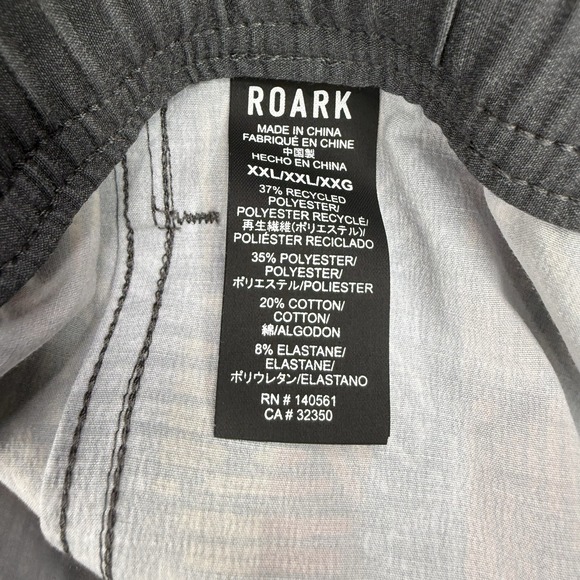 ROARK
MADE IN CHINA
FABRIQUÉ EN CHINE
中国製
HECHO EN CHINA
XXL/XXL/XXG
37% RECYCLED
POLYESTER/
POLYESTER RECYCLÉ/
再生繊維(ポリエステル)/
POLIÉSTER RECICLADO
35% POLYESTER/
POLYESTER/
ポリエステル/POLIESTER
20% COTTON/
COTTON/
綿/ALGODON
8% ELASTANE/
ELASTANE/
ポリウレタン/ELASTANO
RN # 140561
CA # 32350